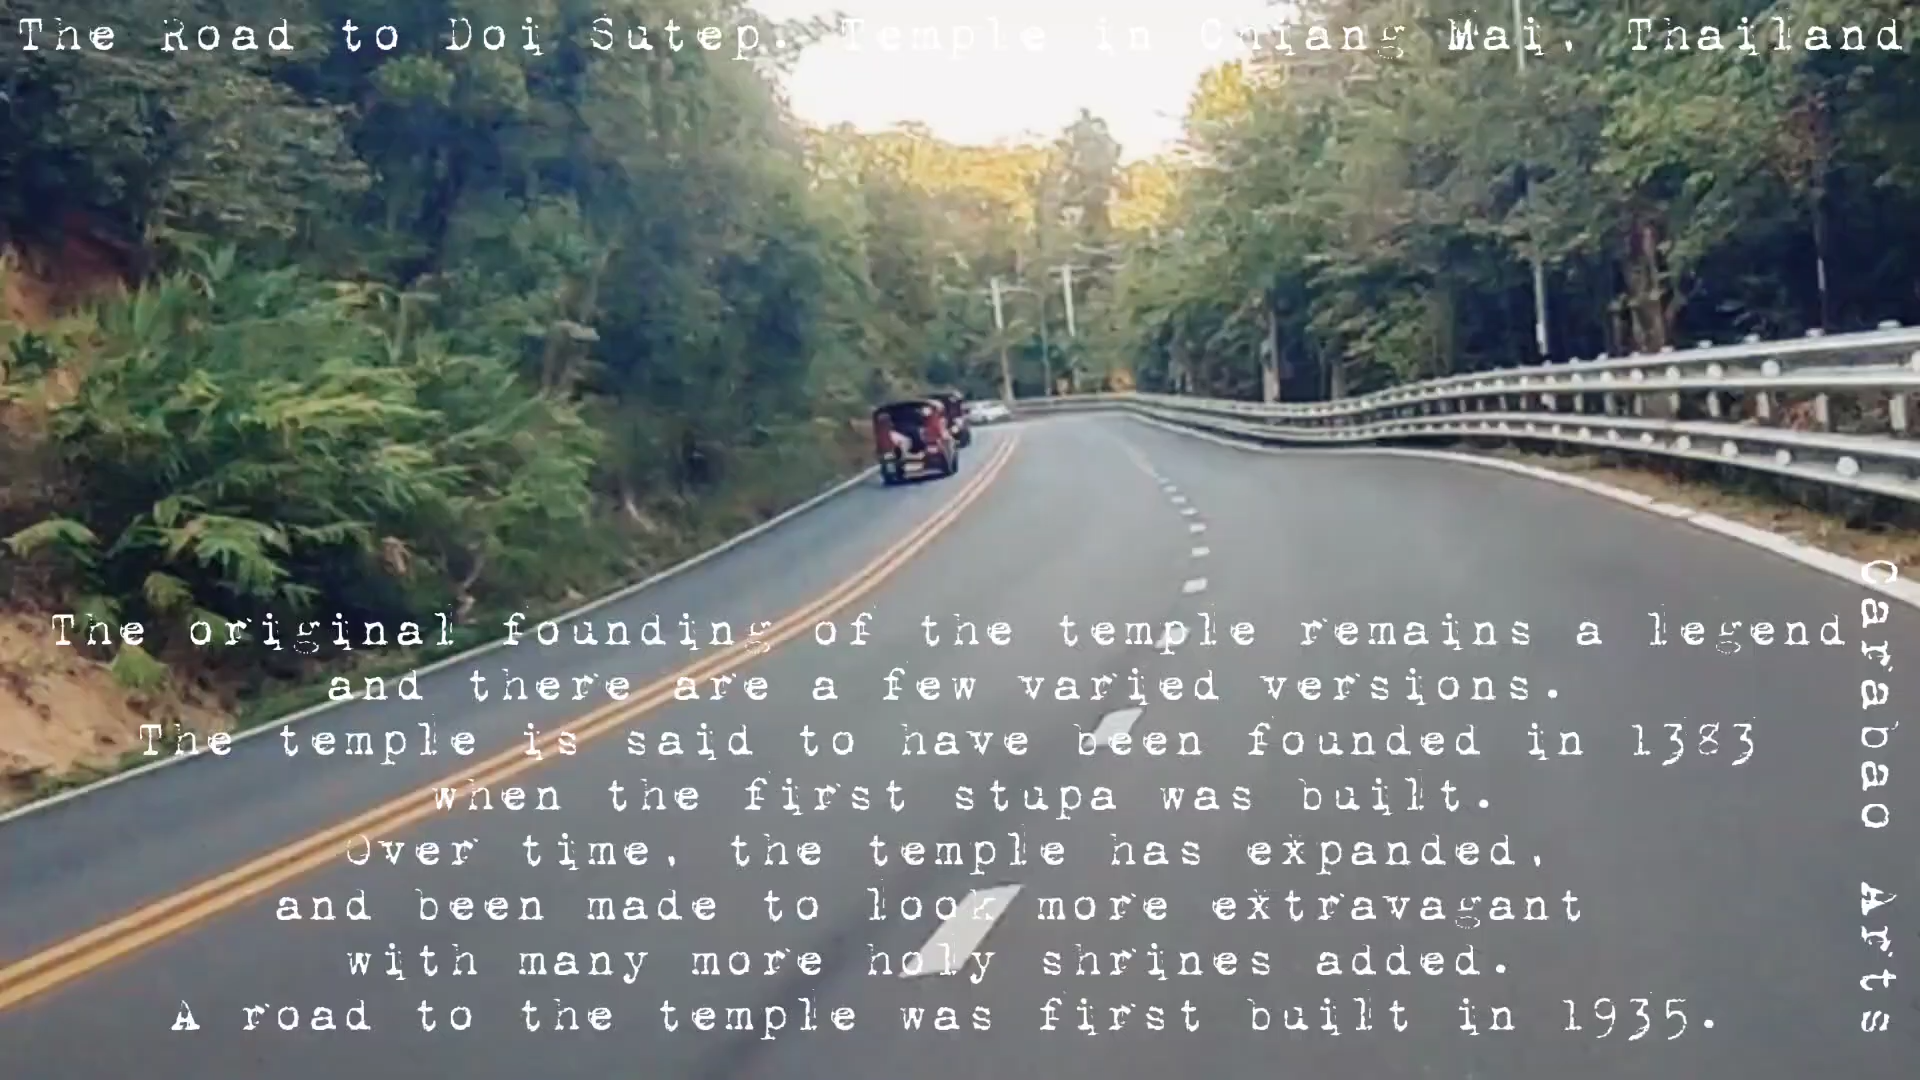 The Road to Doi Sutep. Temple in Chiang Mai, Thailand
The original founding of the temple remains a legend
and there are a few varied versions.
The temple is said to have been founded in 1383
when the first stupa was built.
Over time, the temple has expanded,
and been made to look more extravagant
with many more holy shrines added.
A road to the temple was first built in 1935.
Carabao Arts